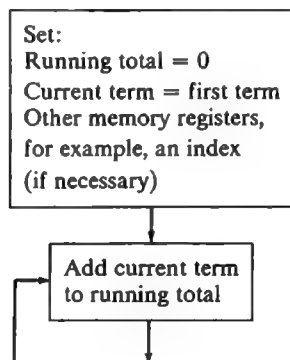 Set:
Running total = 0
Current term = first term
Other memory registers,
for example, an index
(if necessary)
Add current term
to running total